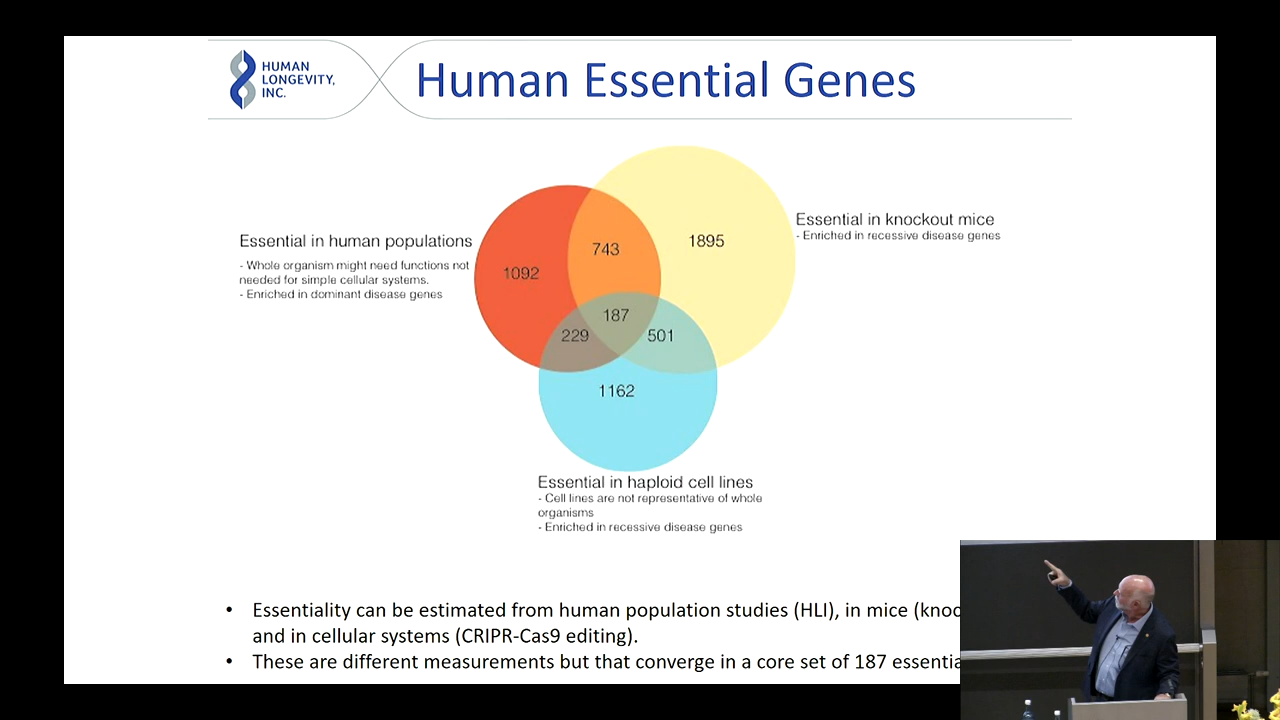 HUMAN
LONGEVITY,
INC.
Human Essential Genes
Essential in human populations
- Whole organism might need functions not
needed for simple cellular systems.
- Enriched in dominant disease genes
1092
743
1895
187
229
501
1162
Essential in knockout mice
- Enriched in recessive disease genes
Essential in haploid cell lines
- Cell lines are not representative of whole
organisms
- Enriched in recessive disease genes
• Essentiality can be estimated from human population studies (HLI), in mice (knoc
and in cellular systems (CRIPR-Cas9 editing).
• These are different measurements but that converge in a core set of 187 essentia